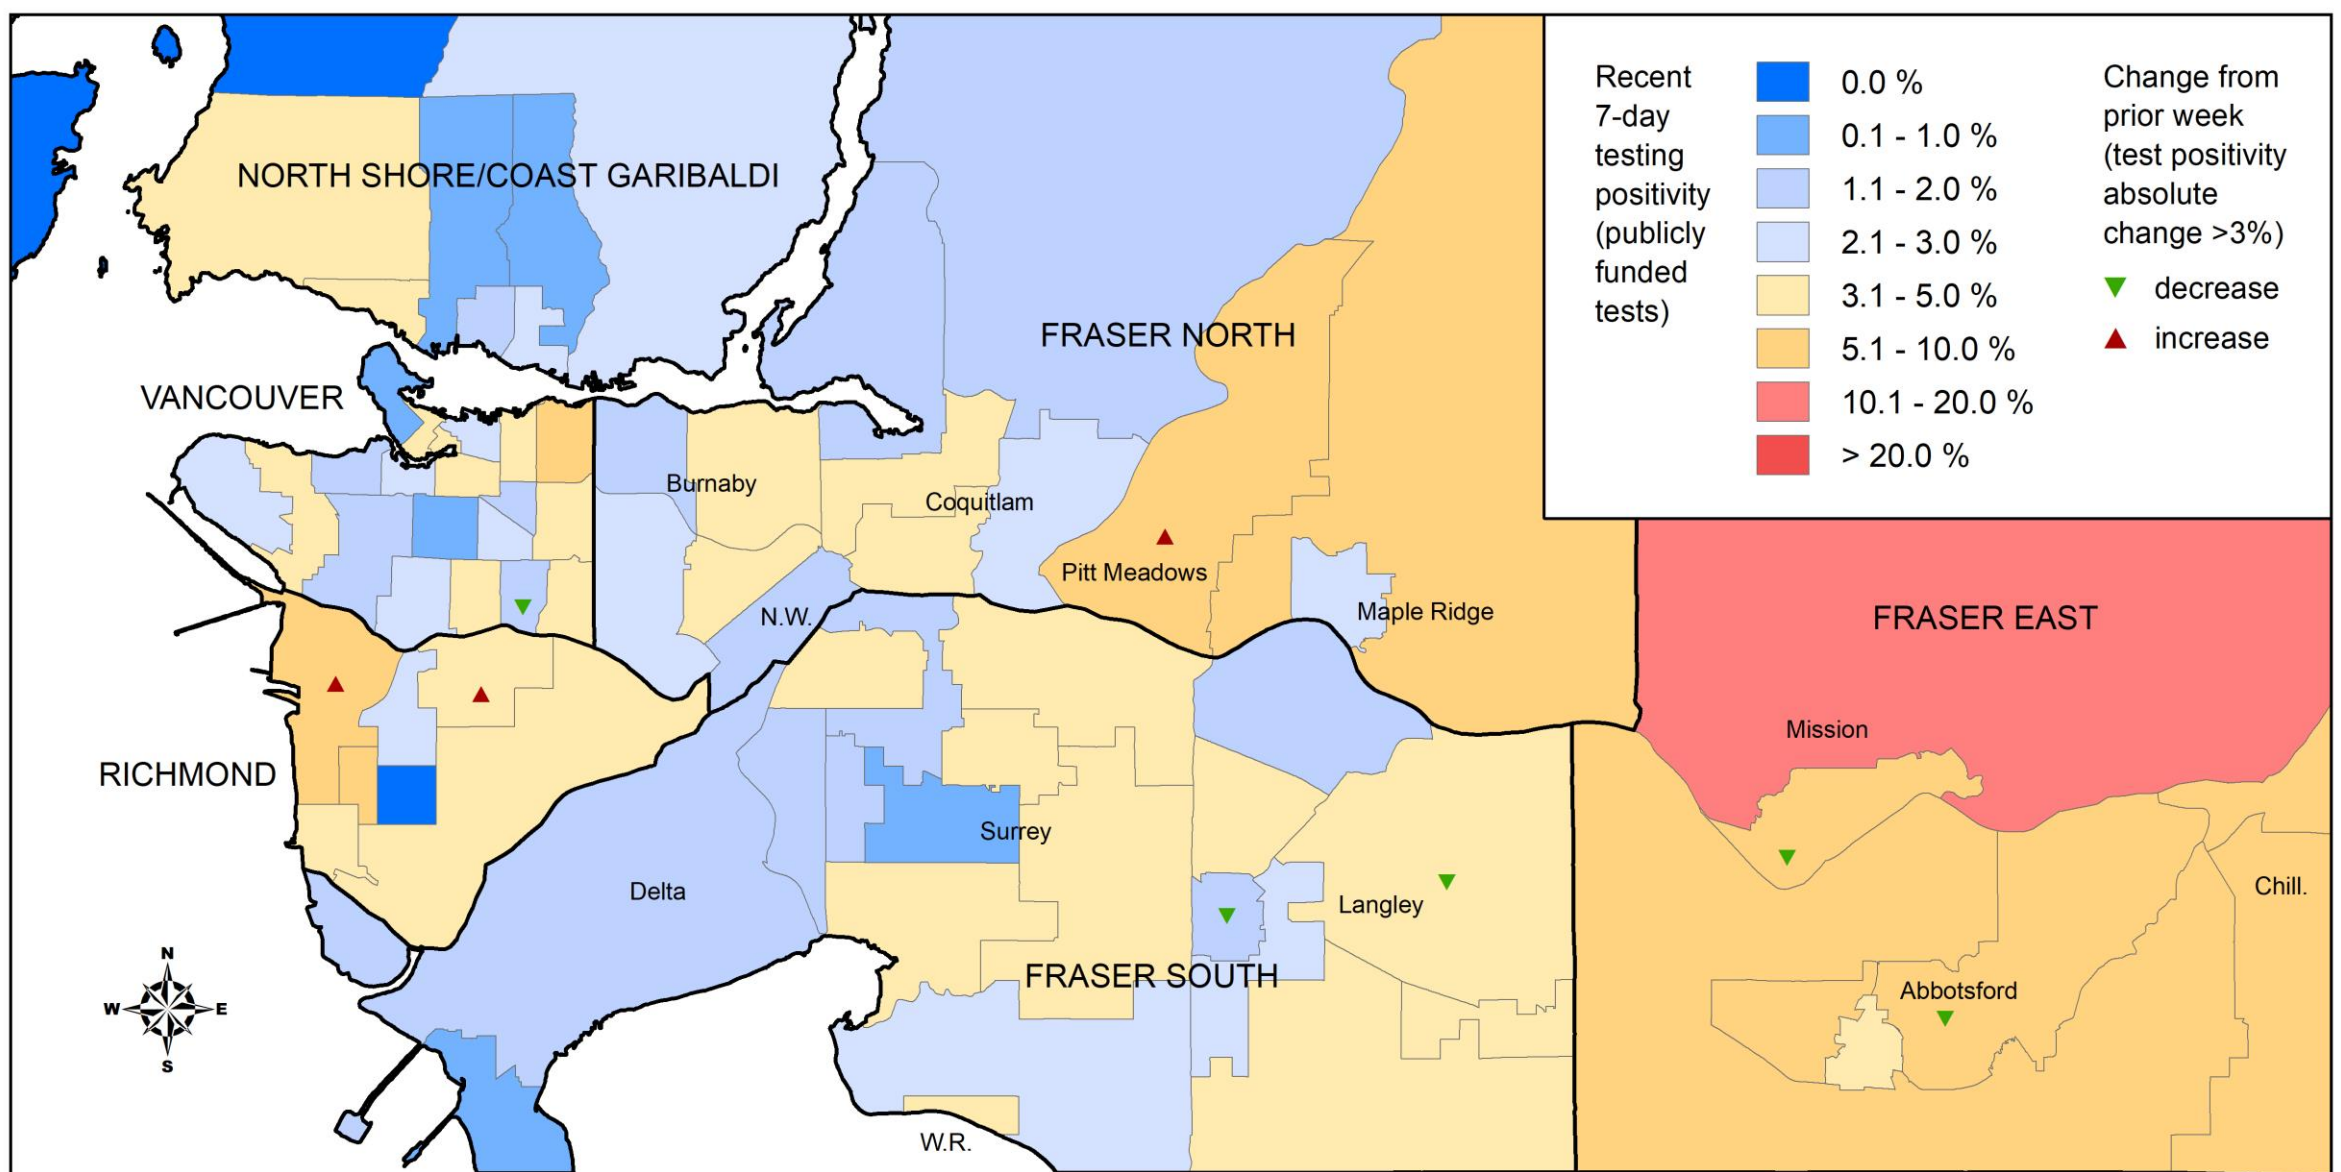 NORTH SHORE/COAST GARIBALDI
VANCOUVER
FRASER NORTH
Burnaby
Coquitlam
Pitt Meadows
N.W.
Maple Ridge
RICHMOND
Delta
Surrey
Langley
FRASER SOUTH
W.R.
FRASER EAST
Mission
Chill.
Abbotsford
N
W
E
S
Recent
7-day
testing
positivity
(publicly
funded
tests)
0.0 %
0.1 - 1.0 %
1.1 - 2.0 %
2.1 - 3.0 %
3.1 - 5.0 %
5.1 - 10.0 %
10.1 - 20.0 %
> 20.0 %
Change from
prior week
(test positivity
absolute
change >3%)
decrease
increase